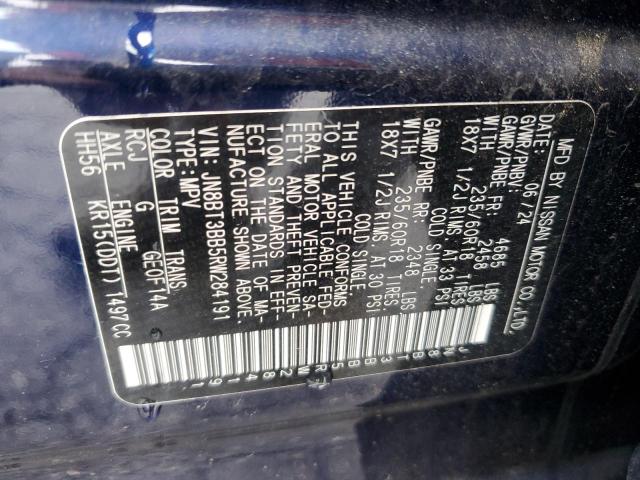 MFD BY NISSAN MOTOR CO.,LTD.
DATE: 06/24
GVWR/PNBV: 4685 LBS
GAWR/PNBE FR: 2458 LBS
WITH 235/60R18 TIRES,
18X7 1/2J RIMS, AT 33 PSI
COLD SINGLE
GAWR/PNBE RR: 2348 LBS
WITH 235/60R18 TIRES,
18X7 1/2J RIMS, AT 30 PSI
COLD SINGLE
THIS VEHICLE CONFORMS
TO ALL APPLICABLE FED-
ERAL MOTOR VEHICLE SA-
FETY AND THEFT PREVEN-
TION STANDARDS IN EFF-
ECT ON THE DATE OF MA-
NUFACTURE SHOWN ABOVE.
VIN: JN8BT3BB5RW284191
TYPE: MPV
COLOR TRIM TRANS
RCJ G GE0F14A
AXLE ENGINE
HH56 KR15(DDT) 1497CC
JN8BT3BB5RW284191